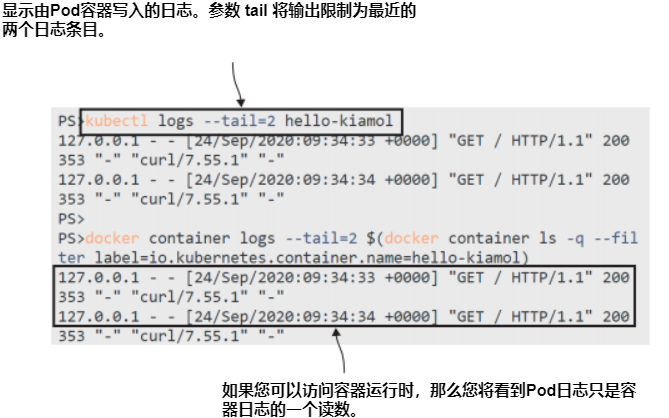 显示由Pod容器写入的日志。参数 tail 将输出限制为最近的
两个日志条目。
PS>kubectl logs --tail=2 hello-kiamol
127.0.0.1 - - [24/Sep/2020:09:34:33 +0000] "GET / HTTP/1.1" 200
353 "-" "curl/7.55.1" "-"
127.0.0.1 - - [24/Sep/2020:09:34:34 +0000] "GET / HTTP/1.1" 200
353 "-" "curl/7.55.1" "-"
PS>
PS>docker container logs --tail=2 $(docker container ls -q --fil
ter label=io.kubernetes.container.name=hello-kiamol)
127.0.0.1 - - [24/Sep/2020:09:34:33 +0000] "GET / HTTP/1.1" 200
353 "-" "curl/7.55.1" "-"
127.0.0.1 - - [24/Sep/2020:09:34:34 +0000] "GET / HTTP/1.1" 200
353 "-" "curl/7.55.1" "-"
如果您可以访问容器运行时，那么您将看到Pod日志只是容
器日志的一个读数。